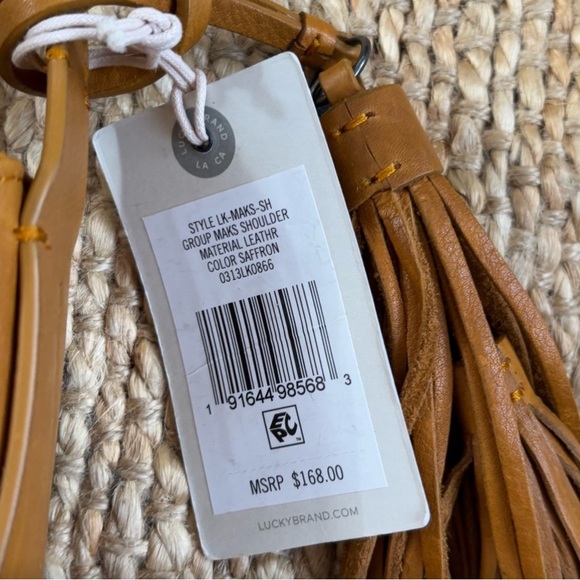 LUCKY BRAND
LA CA
STYLE LK-MAKS-SH
GROUP MAKS SHOULDER
MATERIAL LEATHR
COLOR SAFFRON
0313LK0866
1 91644 98568 3
EPC
MSRP $168.00
LUCKYBRAND.COM